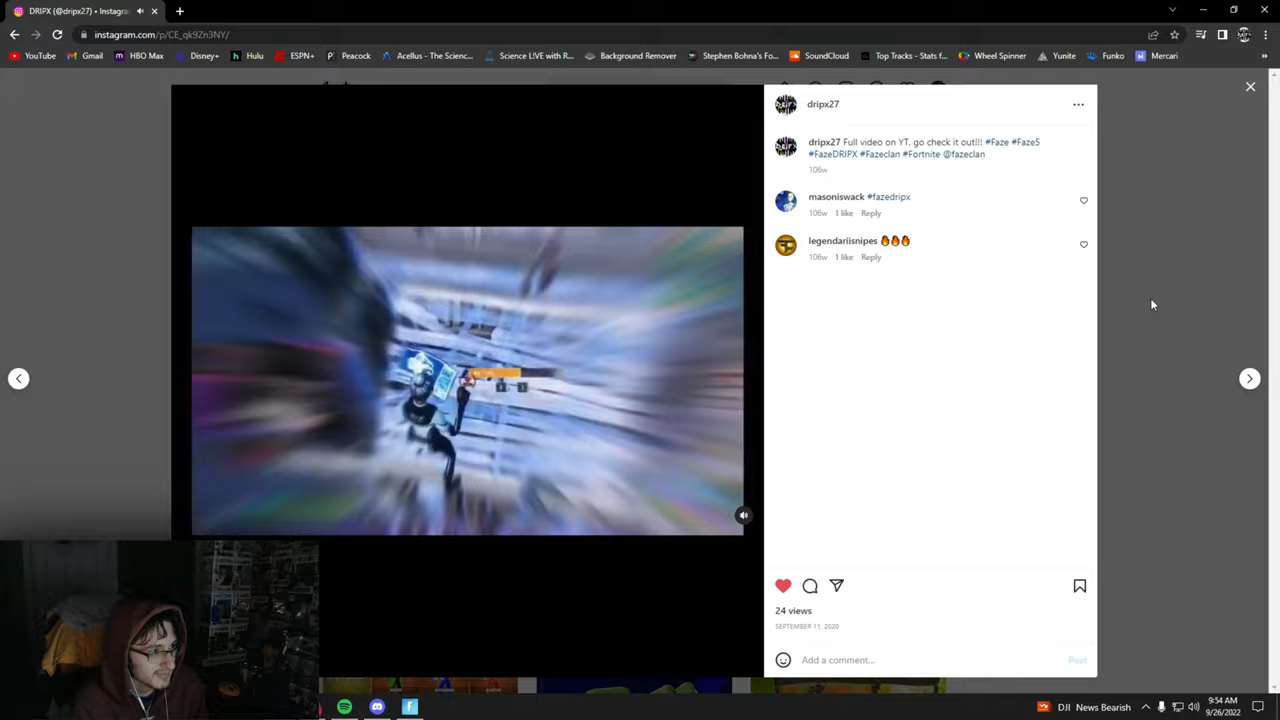 DRIPX (@dripx27) • Instagra
instagram.com/p/CE_qk9Zn3NY/
YouTube
Gmail
HBO Max
Disney+
Hulu
ESPN+
Peacock
Acellus - The Scienc...
Science LIVE with R...
Background Remover
Stephen Bohna's Fo...
SoundCloud
Top Tracks - Stats f...
Wheel Spinner
Yunite
Funko
Mercari
dripx27
dripx27 Full video on YT, go check it out!!! #Faze #Faze5
#FazeDRIPX #Fazeclan #Fortnite @fazeclan
106w
masoniswack #fazedripx
106w 1 like Reply
legendariisnipes 🔥🔥🔥
106w 1 like Reply
24 views
SEPTEMBER 11, 2020
Add a comment...
Post
DJI News Bearish
9:54 AM
9/26/2022